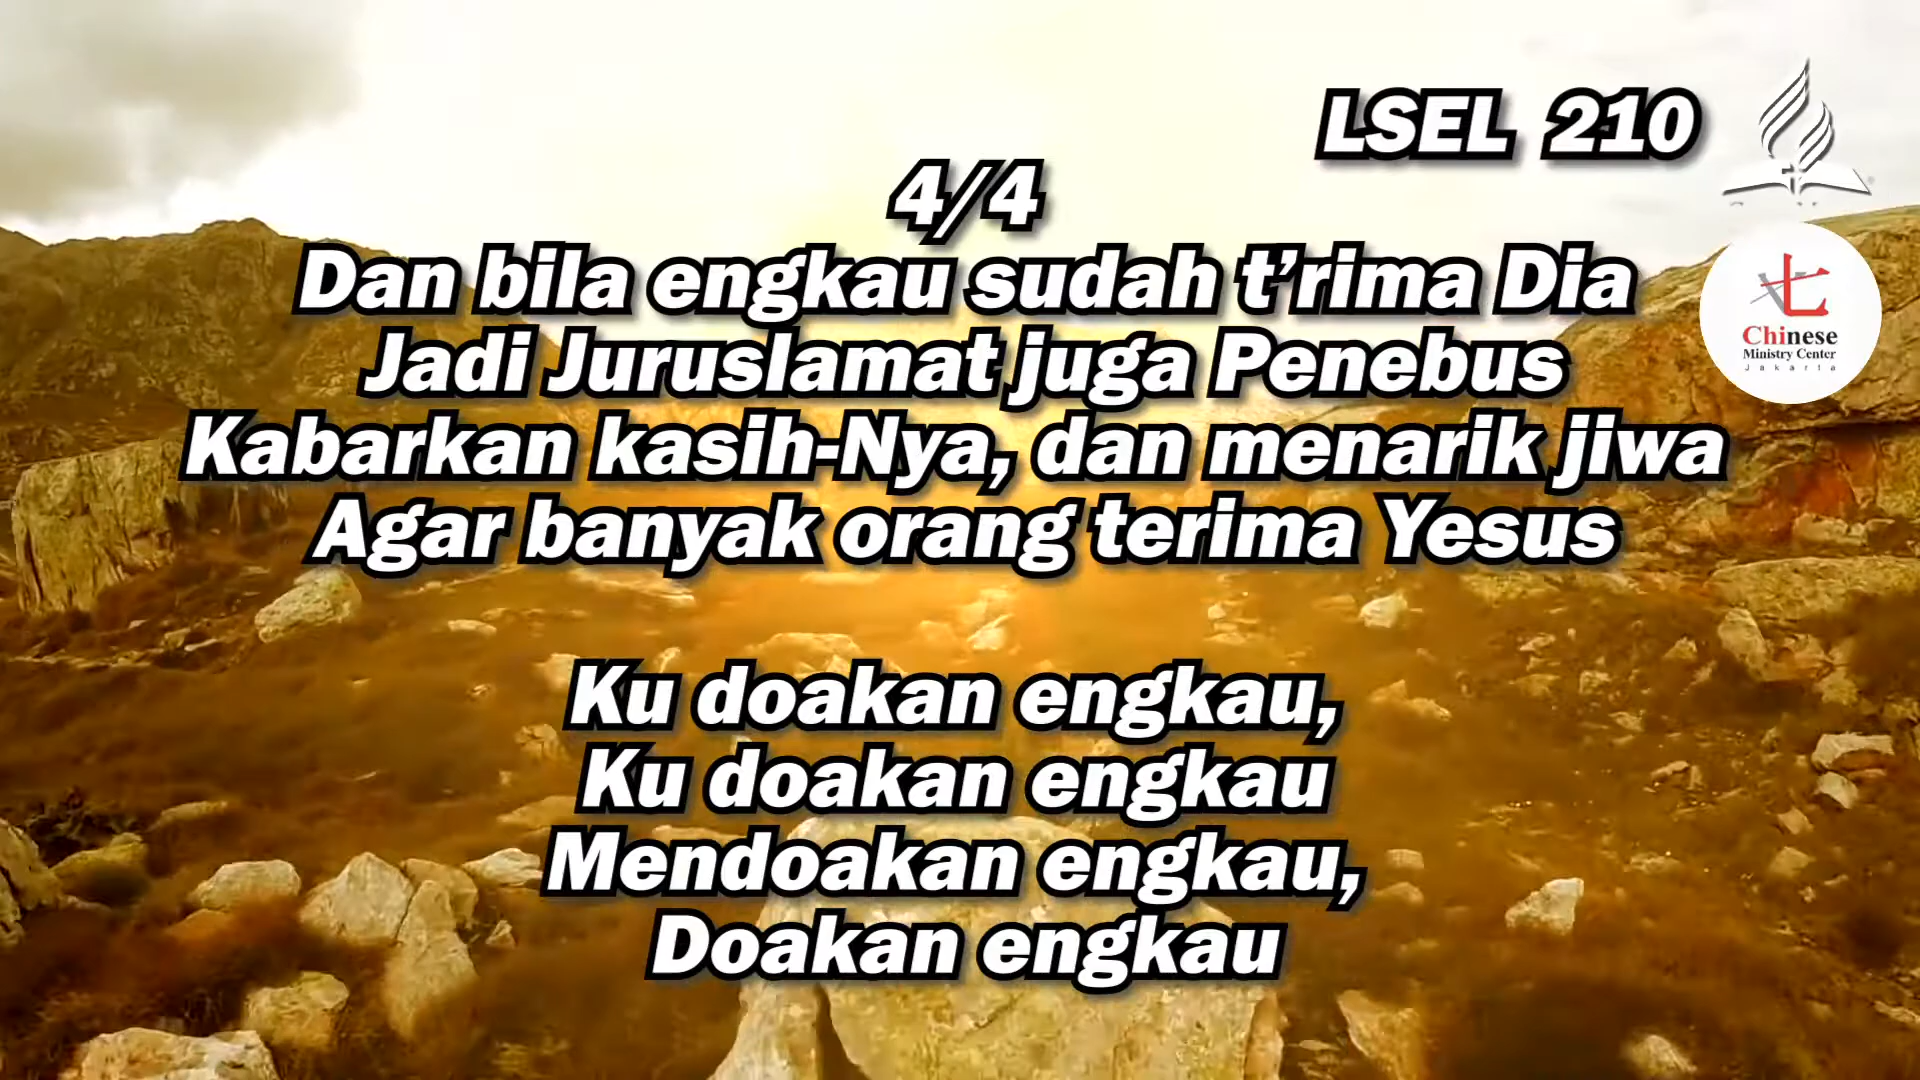 LSEL 210
4/4
Dan bila engkau sudah t’rima Dia
Jadi Juruslamat juga Penebus
Kabarkan kasih-Nya, dan menarik jiwa
Agar banyak orang terima Yesus
Ku doakan engkau,
Ku doakan engkau
Mendoakan engkau,
Doakan engkau
七
Chinese
Ministry Center
Jakarta